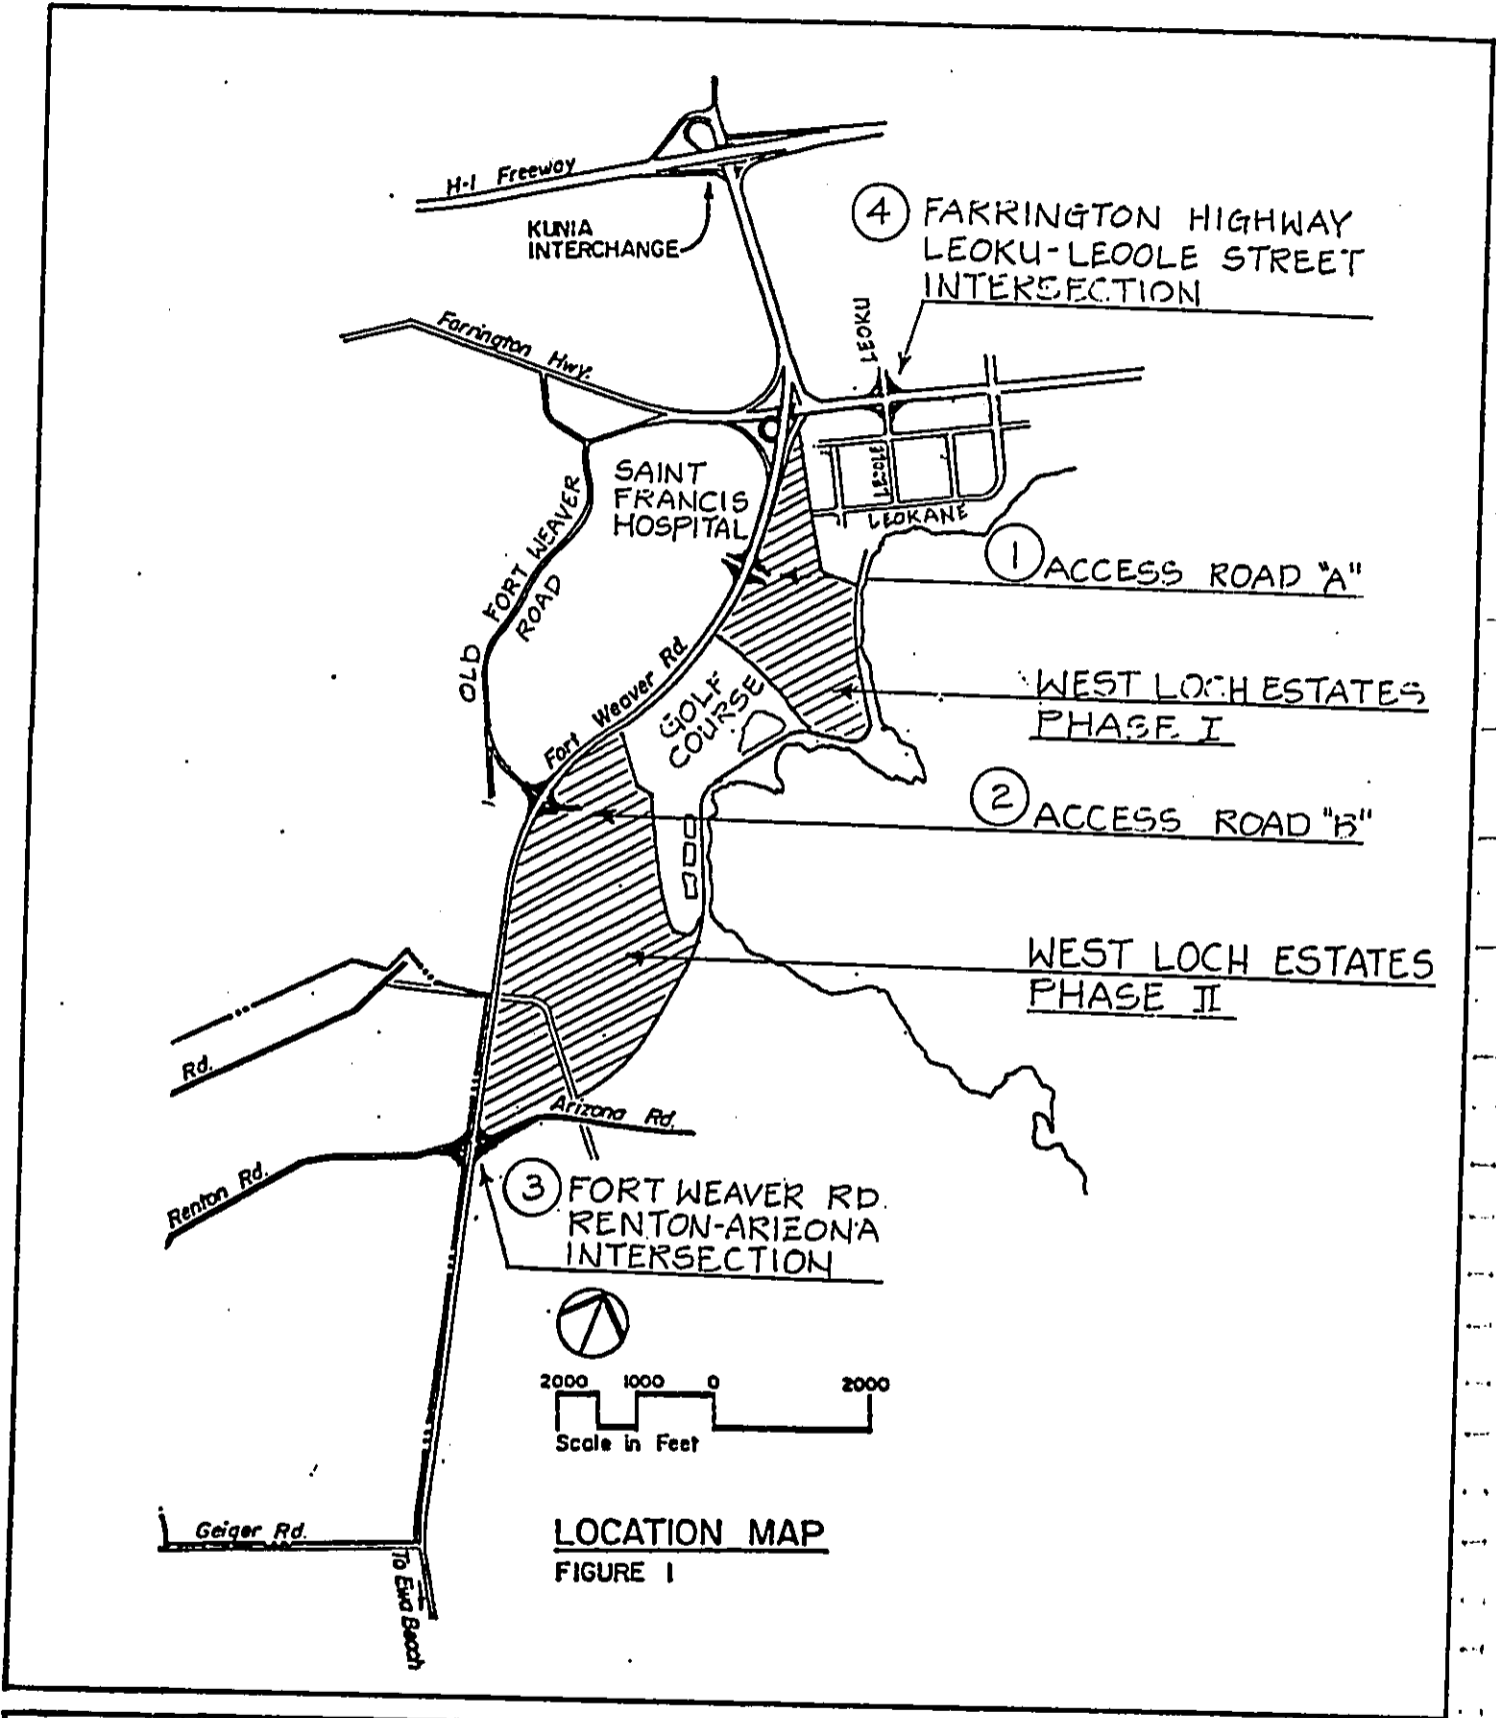 H-1 Freeway
KUNIA
INTERCHANGE
4
FARRINGTON HIGHWAY
LEOKU-LEOOLE STREET
INTERSECTION
LEOKU
Farrington Hwy.
SAINT
FRANCIS
HOSPITAL
LEOOLE
LEOKANE
OLD FORT WEAVER
ROAD
1
ACCESS ROAD "A"
Fort Weaver Rd.
GOLF
COURSE
WEST LOCH ESTATES
PHASE I
2
ACCESS ROAD "B"
WEST LOCH ESTATES
PHASE II
Rd.
Arizona Rd.
Renton Rd.
3
FORT WEAVER RD.
RENTON-ARIZONA
INTERSECTION
2000 1000 0 2000
Scale in Feet
LOCATION MAP
FIGURE 1
Geiger Rd.
To Ewa Beach